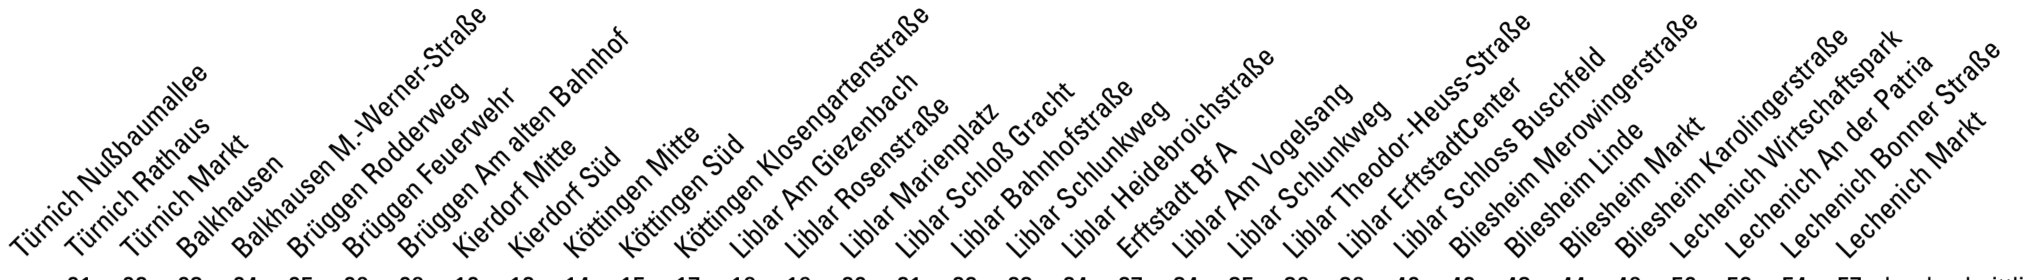 Türnich Nußbaumallee
Türnich Rathaus
Türnich Markt
Balkhausen
Balkhausen M.-Werner-Straße
Brüggen Rodderweg
Brüggen Feuerwehr
Brüggen Am alten Bahnhof
Kierdorf Mitte
Kierdorf Süd
Köttingen Mitte
Köttingen Süd
Köttingen Klosengartenstraße
Liblar Am Giezenbach
Liblar Rosenstraße
Liblar Marienplatz
Liblar Schloß Gracht
Liblar Bahnhofstraße
Liblar Schlunkweg
Liblar Heidebroichstraße
Erftstadt Bf A
Liblar Am Vogelsang
Liblar Schlunkweg
Liblar Theodor-Heuss-Straße
Liblar ErftstadtCenter
Liblar Schloss Buschfeld
Bliesheim Merowingerstraße
Bliesheim Linde
Bliesheim Markt
Bliesheim Karolingerstraße
Lechenich Wirtschaftspark
Lechenich An der Patria
Lechenich Bonner Straße
Lechenich Markt